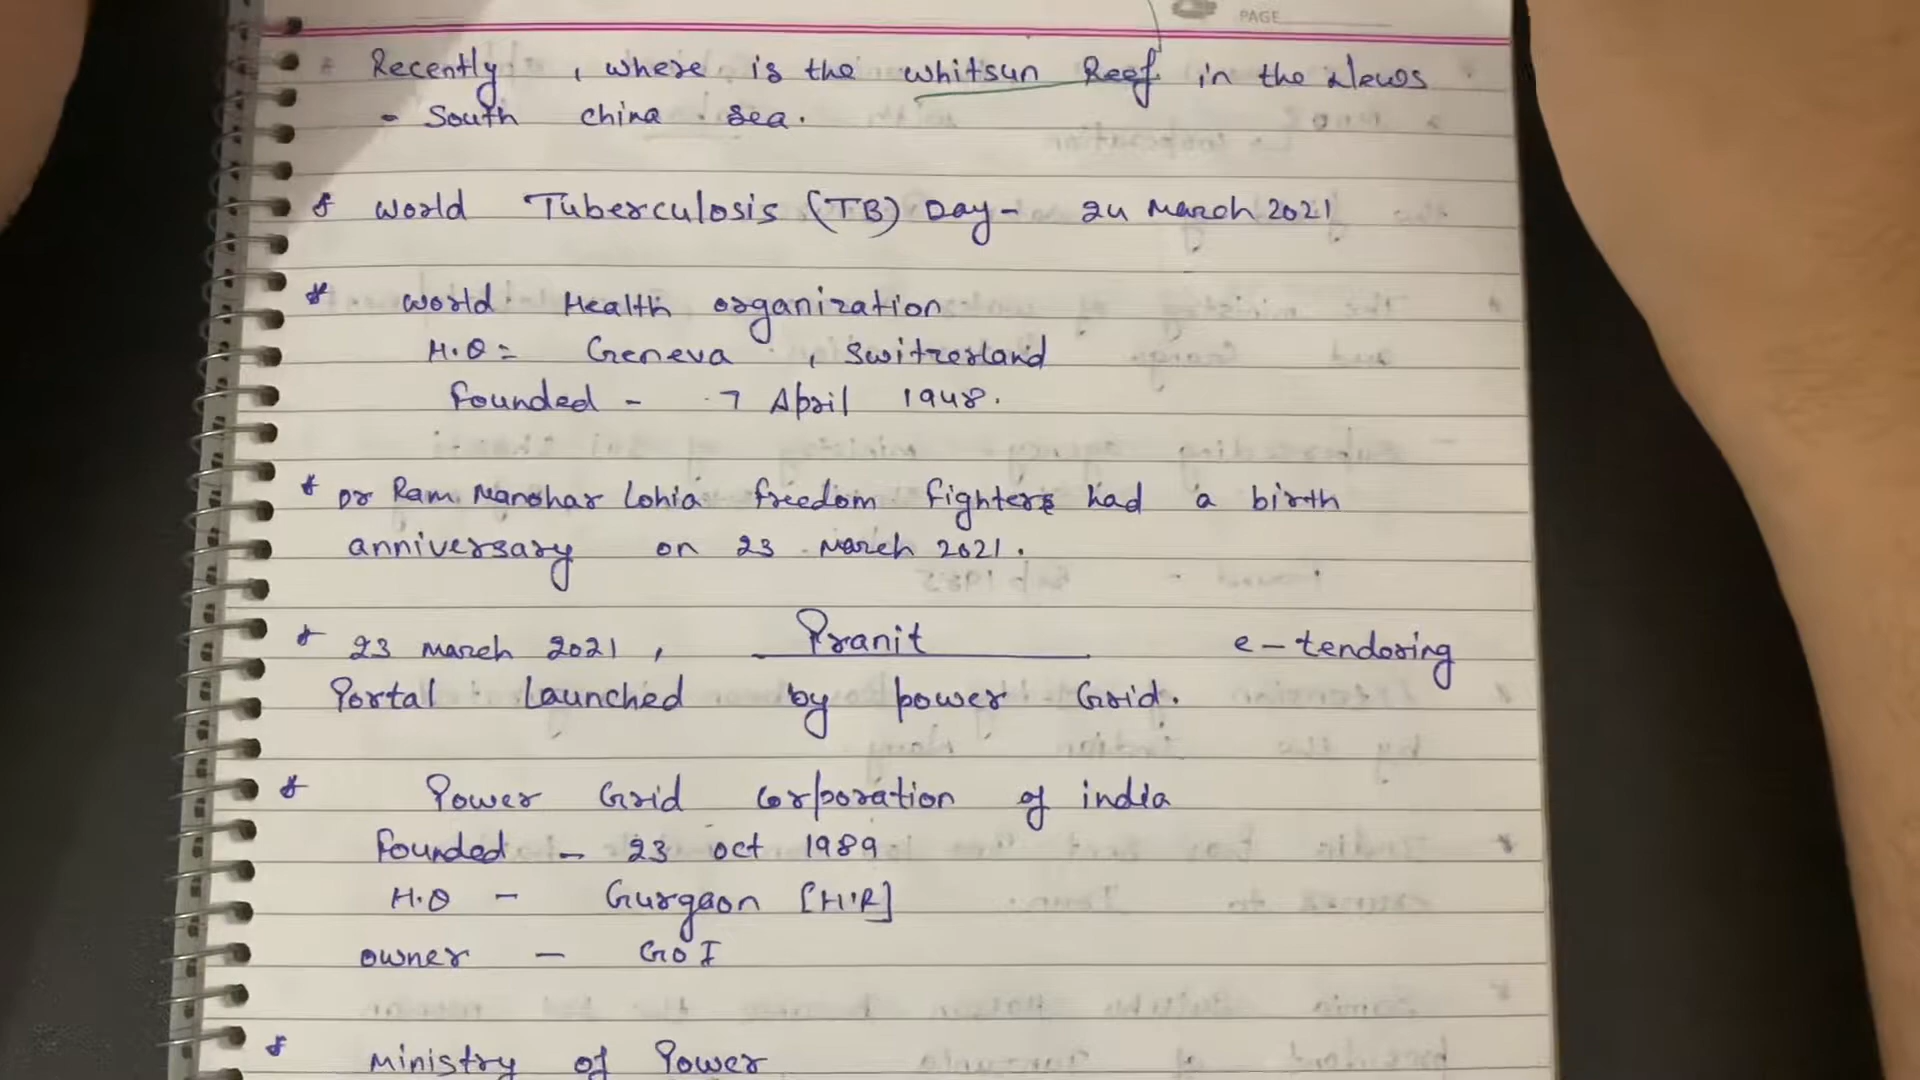 PAGE
* Recently , where is the whitsun Reef in the News
- South china sea.
* world Tuberculosis (TB) Day - 24 March 2021
* world Health organization
H.Q = Geneva , Switzerland
founded - 7 April 1948.
* Dr Ram Manohar Lohia freedom fighters had a birth
anniversary on 23 March 2021.
* 23 march 2021, Pranit e-tendering
Portal Launched by power Grid.
* Power Grid Corporation of india
founded - 23 oct 1989
H.Q - Gurgaon [H.R]
owner - GOI
* ministry of Power